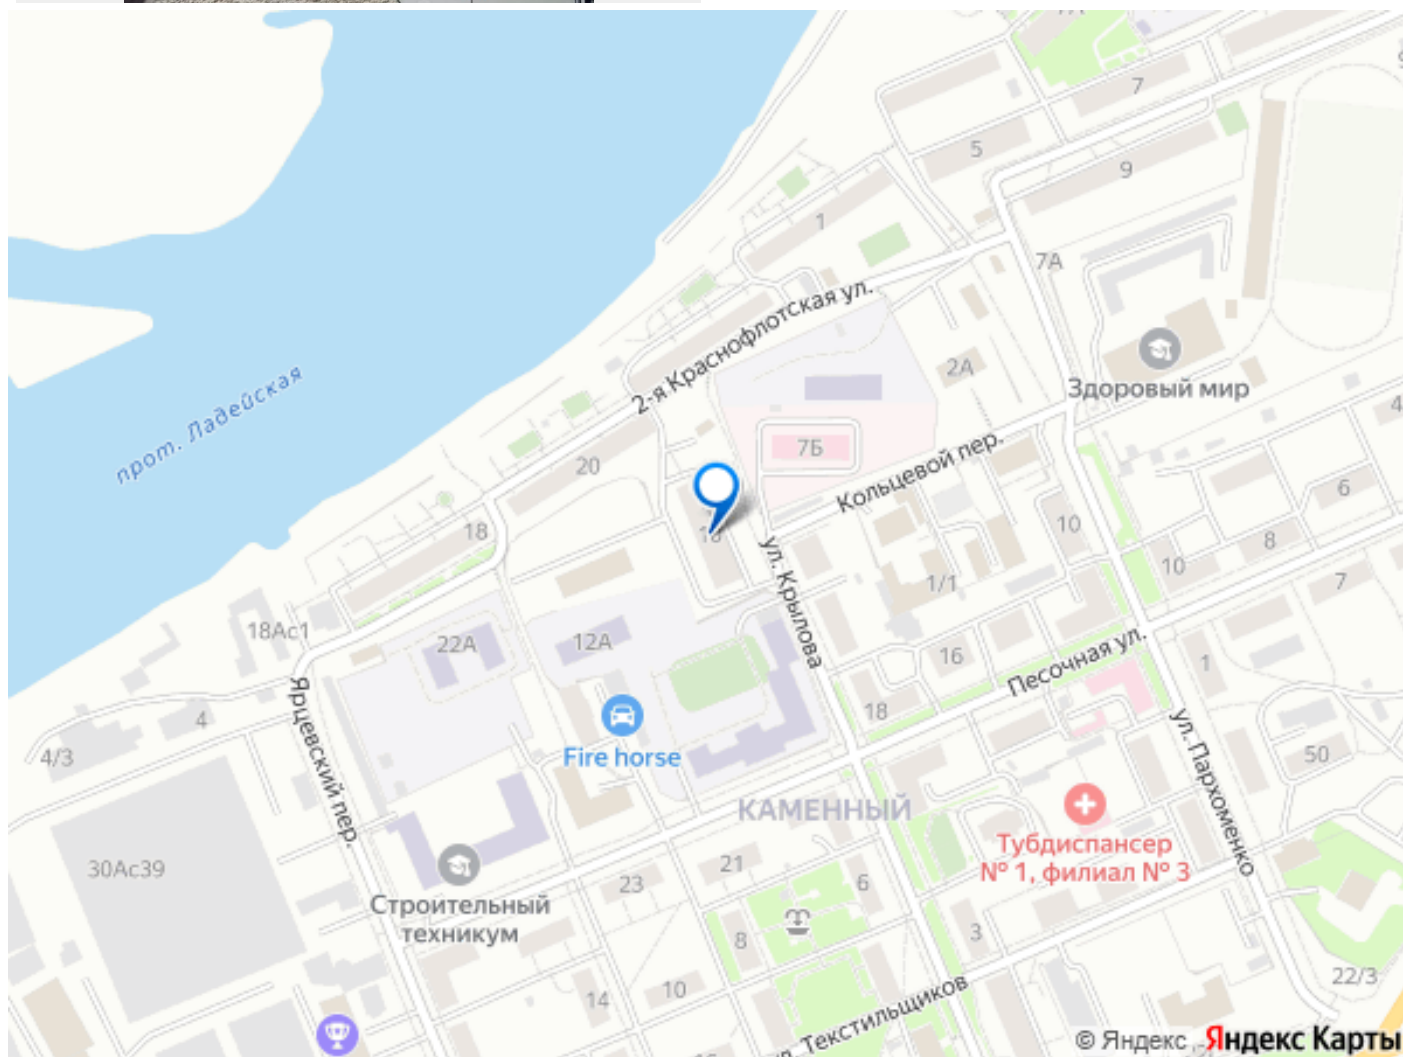 7
5
9
1
7А
2-я Краснофлотская ул.
2А
Здоровый мир
4
прот. Ладейская
7Б
Кольцевой пер.
20
6
18
10
8
ул. Крылова
10
7
1/1
18Ас1
22А
12А
16
Песочная ул.
1
Ярцевский пер.
4
18
ул. Пархоменко
4/3
Fire horse
50
КАМЕННЫЙ
Тубдиспансер
№ 1, филиал № 3
30Ас39
21
23
6
Строительный
техникум
8
3
22/3
14
10
ул. Текстильщиков
© Яндекс
Яндекс Карты